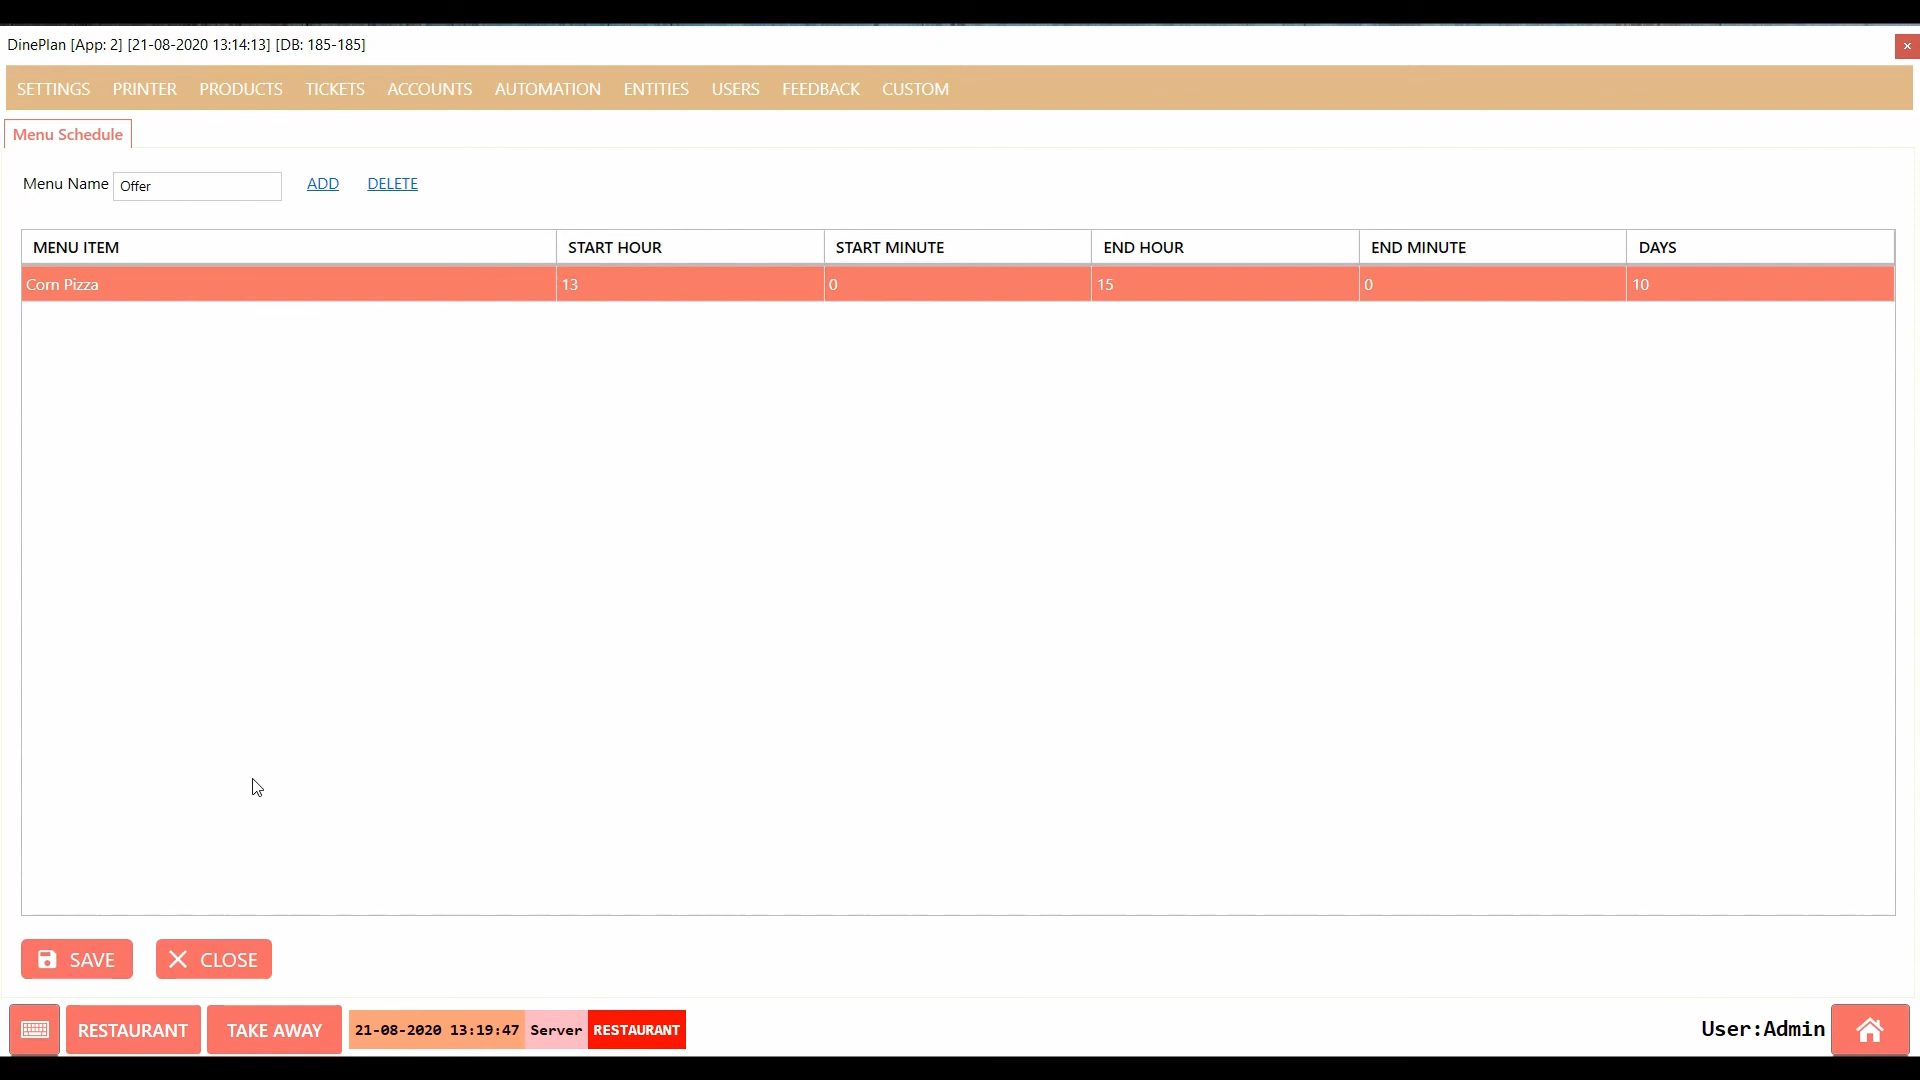 DinePlan [App: 2] [21-08-2020 13:14:13] [DB: 185-185]
SETTINGS PRINTER PRODUCTS TICKETS ACCOUNTS AUTOMATION ENTITIES USERS FEEDBACK CUSTOM
Menu Schedule
Menu Name Offer ADD DELETE
MENU ITEM START HOUR START MINUTE END HOUR END MINUTE DAYS
Corn Pizza 13 0 15 0 10
SAVE CLOSE
RESTAURANT TAKE AWAY 21-08-2020 13:19:47 Server RESTAURANT User:Admin